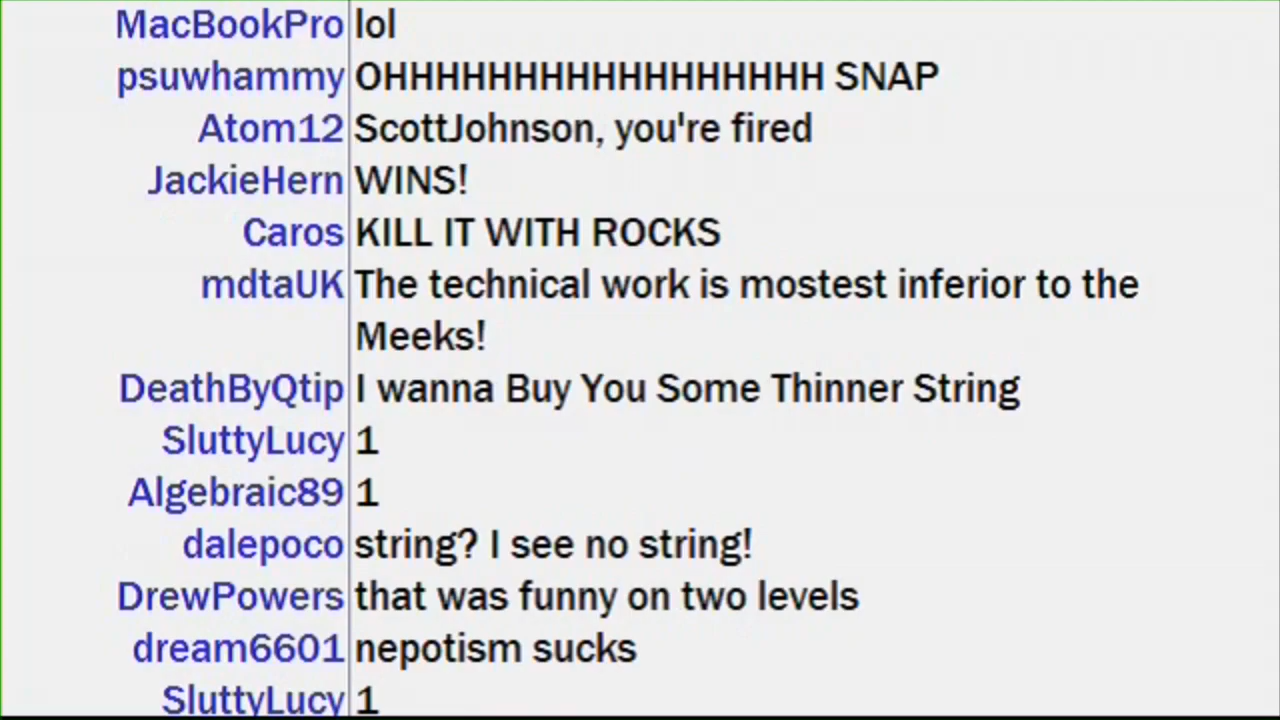 MacBookPro lol
psuwhammy OHHHHHHHHHHHHHHHHH SNAP
Atom12 ScottJohnson, you're fired
JackieHern WINS!
Caros KILL IT WITH ROCKS
mdtaUK The technical work is mostest inferior to the
Meeks!
DeathByQtip I wanna Buy You Some Thinner String
SluttyLucy 1
Algebraic89 1
dalepoco string? I see no string!
DrewPowers that was funny on two levels
dream6601 nepotism sucks
SluttyLucy 1